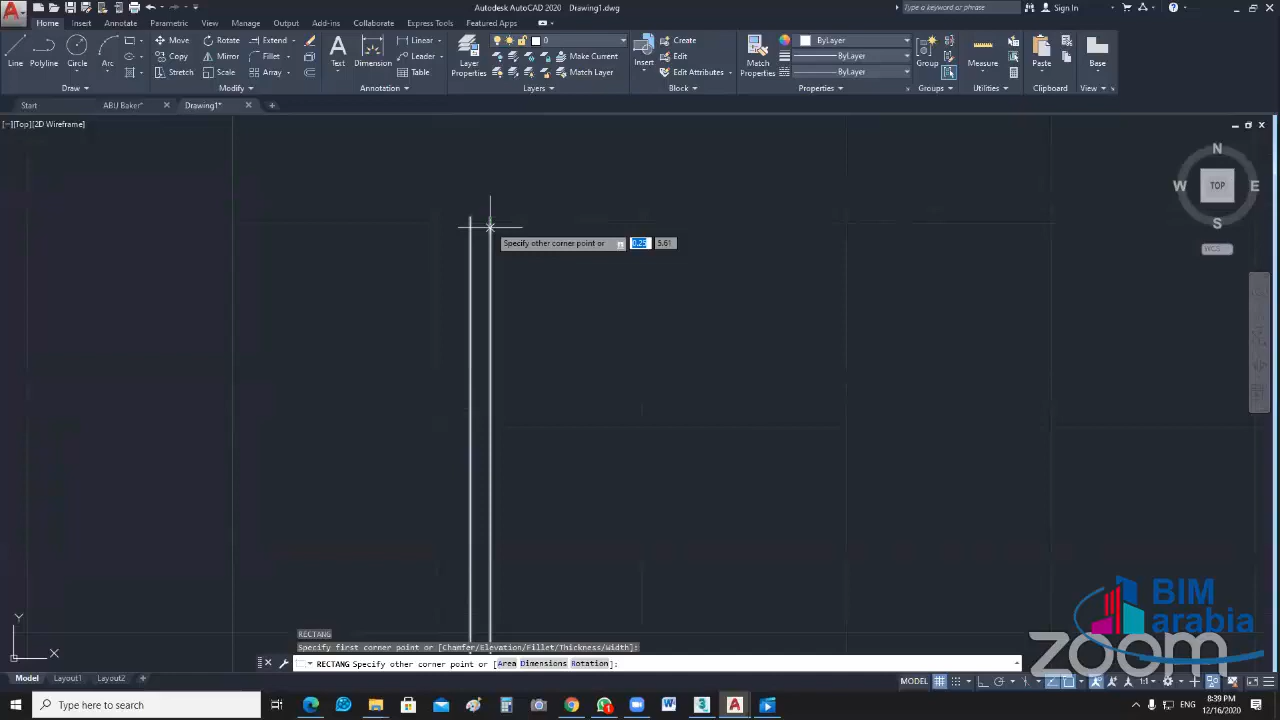 Autodesk AutoCAD 2020 Drawing1.dwg
Type a keyword or phrase
Sign In
Home Insert Annotate Parametric View Manage Output Add-ins Collaborate Express Tools Featured Apps
Line Polyline Circle Arc
Move Rotate Extend
Copy Mirror Fillet
Stretch Scale Array
Text Dimension
Linear
Leader
Table
Layer Properties
0
Make Current
Match Layer
Insert
Create
Edit
Edit Attributes
Match Properties
ByLayer
ByLayer
ByLayer
Group
Measure
Paste
Base
Draw Modify Annotation Layers Block Properties Groups Utilities Clipboard View
Start ABU Baker* Drawing1*
[−][Top][2D Wireframe]
N
W TOP E
S
WCS
Specify other corner point or 0.25 5.61
RECTANG
Specify first corner point or [Chamfer/Elevation/Fillet/Thickness/Width]:
RECTANG Specify other corner point or [Area Dimensions Rotation]:
Y
X
BIM
arabia
zoom
Model Layout1 Layout2
MODEL
Type here to search
1
ENG
8:39 PM
12/16/2020